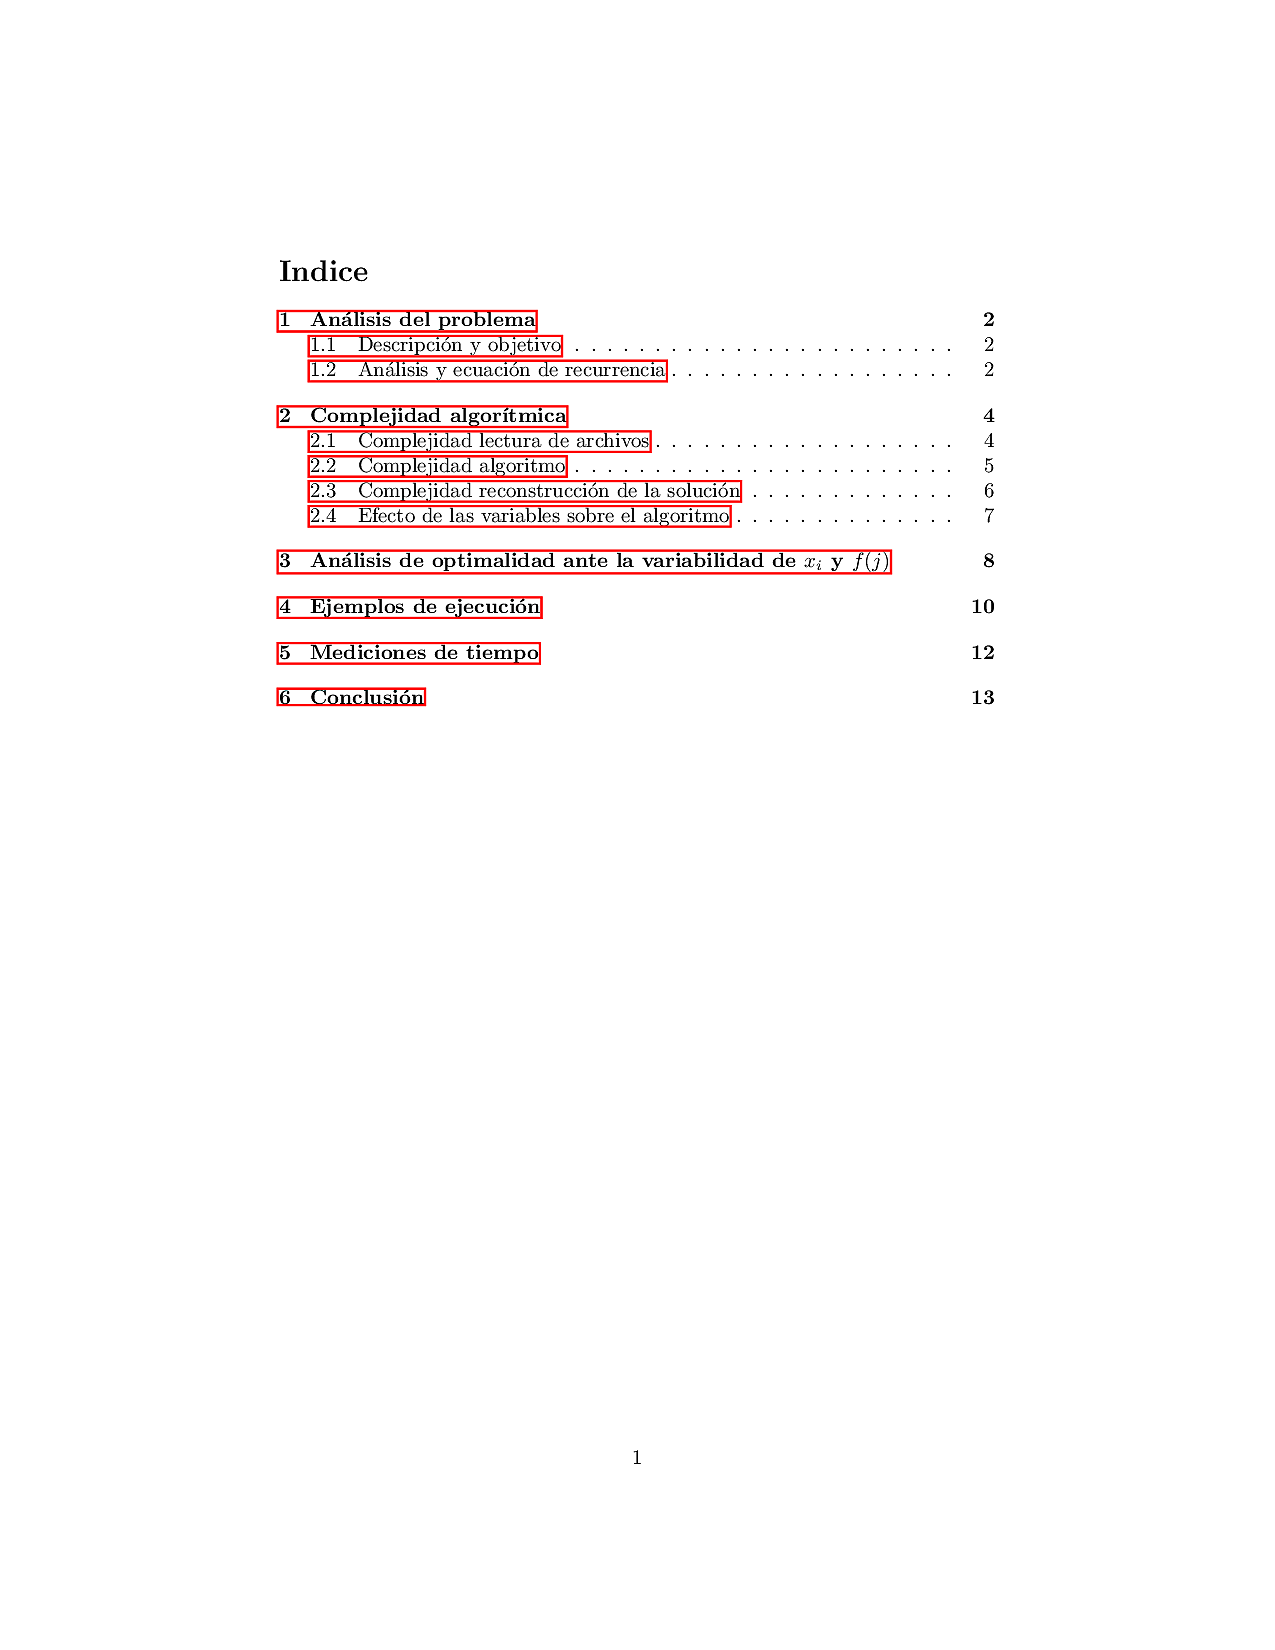 Indice
1 Análisis del problema 2
1.1 Descripción y objetivo . . . . . . . . . . . . . . . . . . . . . . . . 2
1.2 Análisis y ecuación de recurrencia . . . . . . . . . . . . . . . . . . 2
2 Complejidad algorítmica 4
2.1 Complejidad lectura de archivos . . . . . . . . . . . . . . . . . . . 4
2.2 Complejidad algoritmo . . . . . . . . . . . . . . . . . . . . . . . . 5
2.3 Complejidad reconstrucción de la solución . . . . . . . . . . . . . 6
2.4 Efecto de las variables sobre el algoritmo . . . . . . . . . . . . . . 7
3 Análisis de optimalidad ante la variabilidad de $x_i$ y $f(j)$ 8
4 Ejemplos de ejecución 10
5 Mediciones de tiempo 12
6 Conclusión 13
1